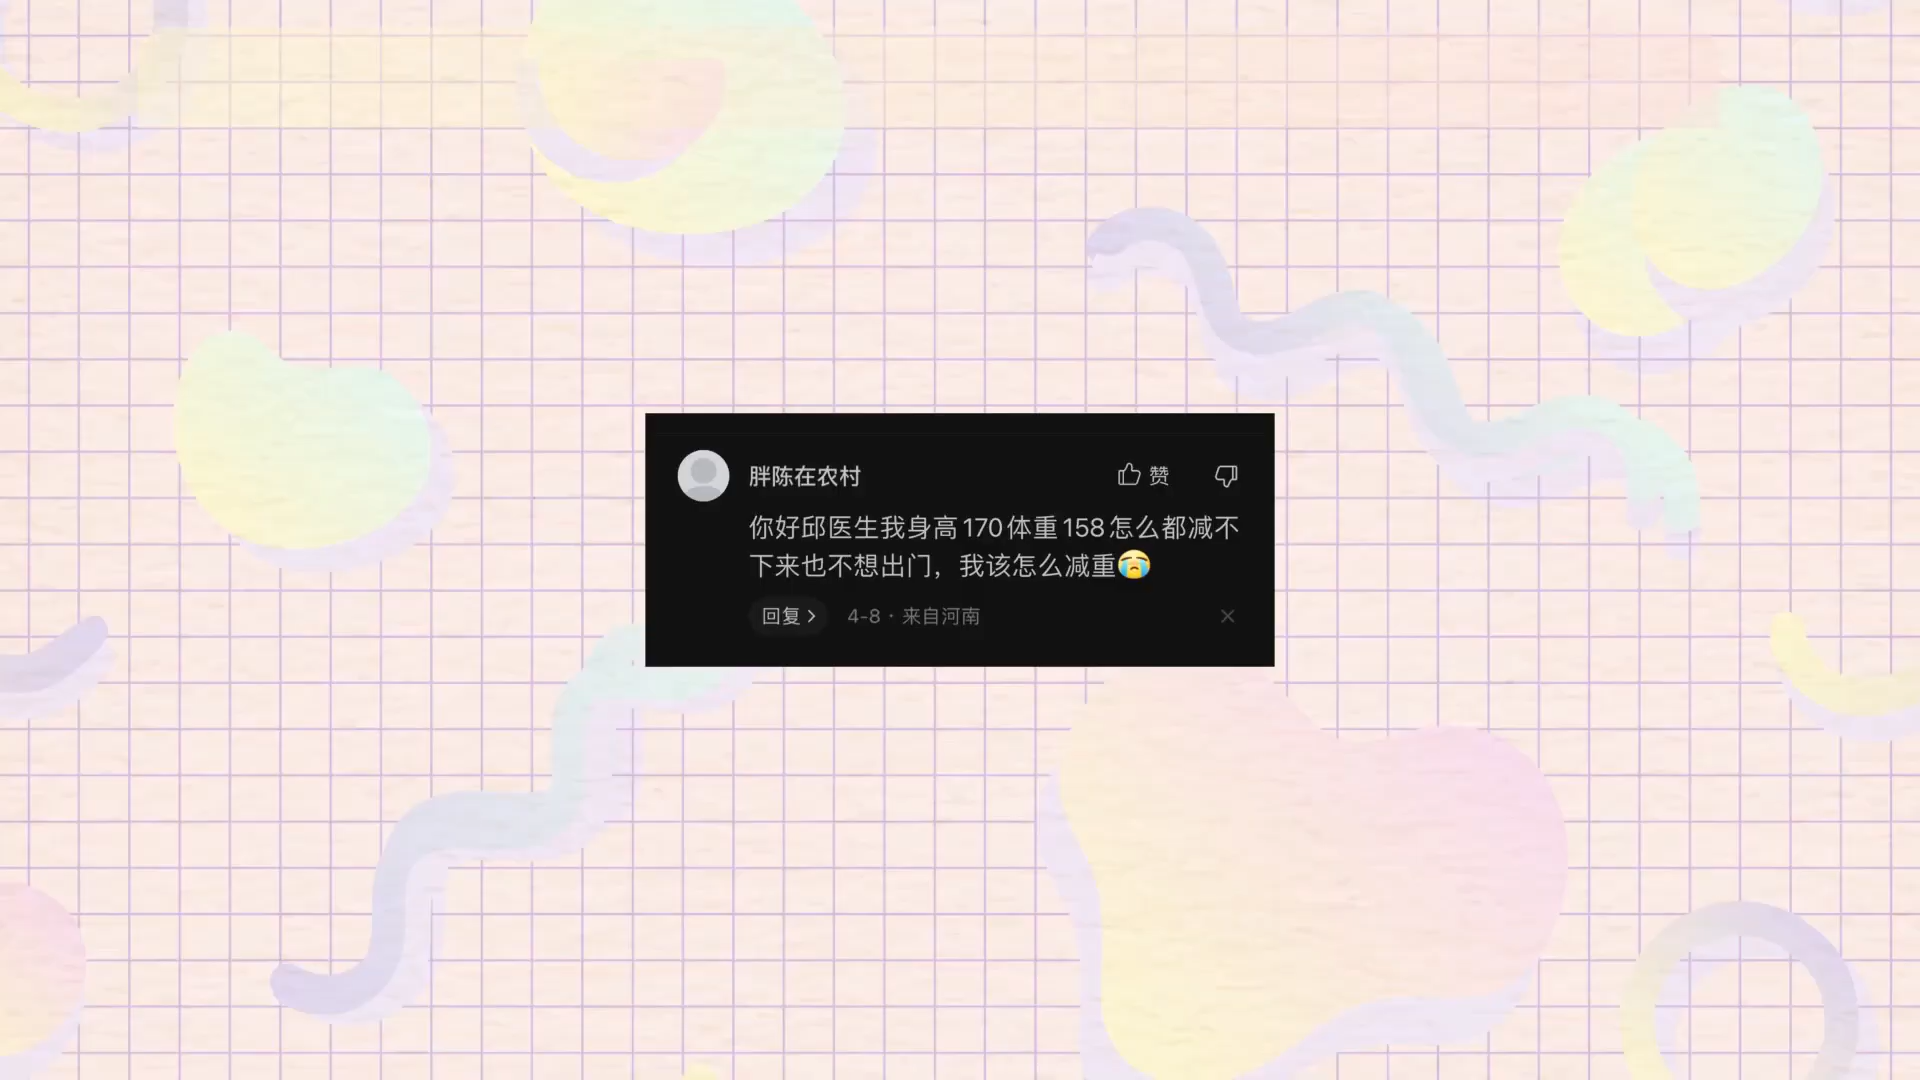 胖陈在农村
赞
你好邱医生我身高170体重158怎么都减不
下来也不想出门，我该怎么减重😭
回复 >
4-8 · 来自河南